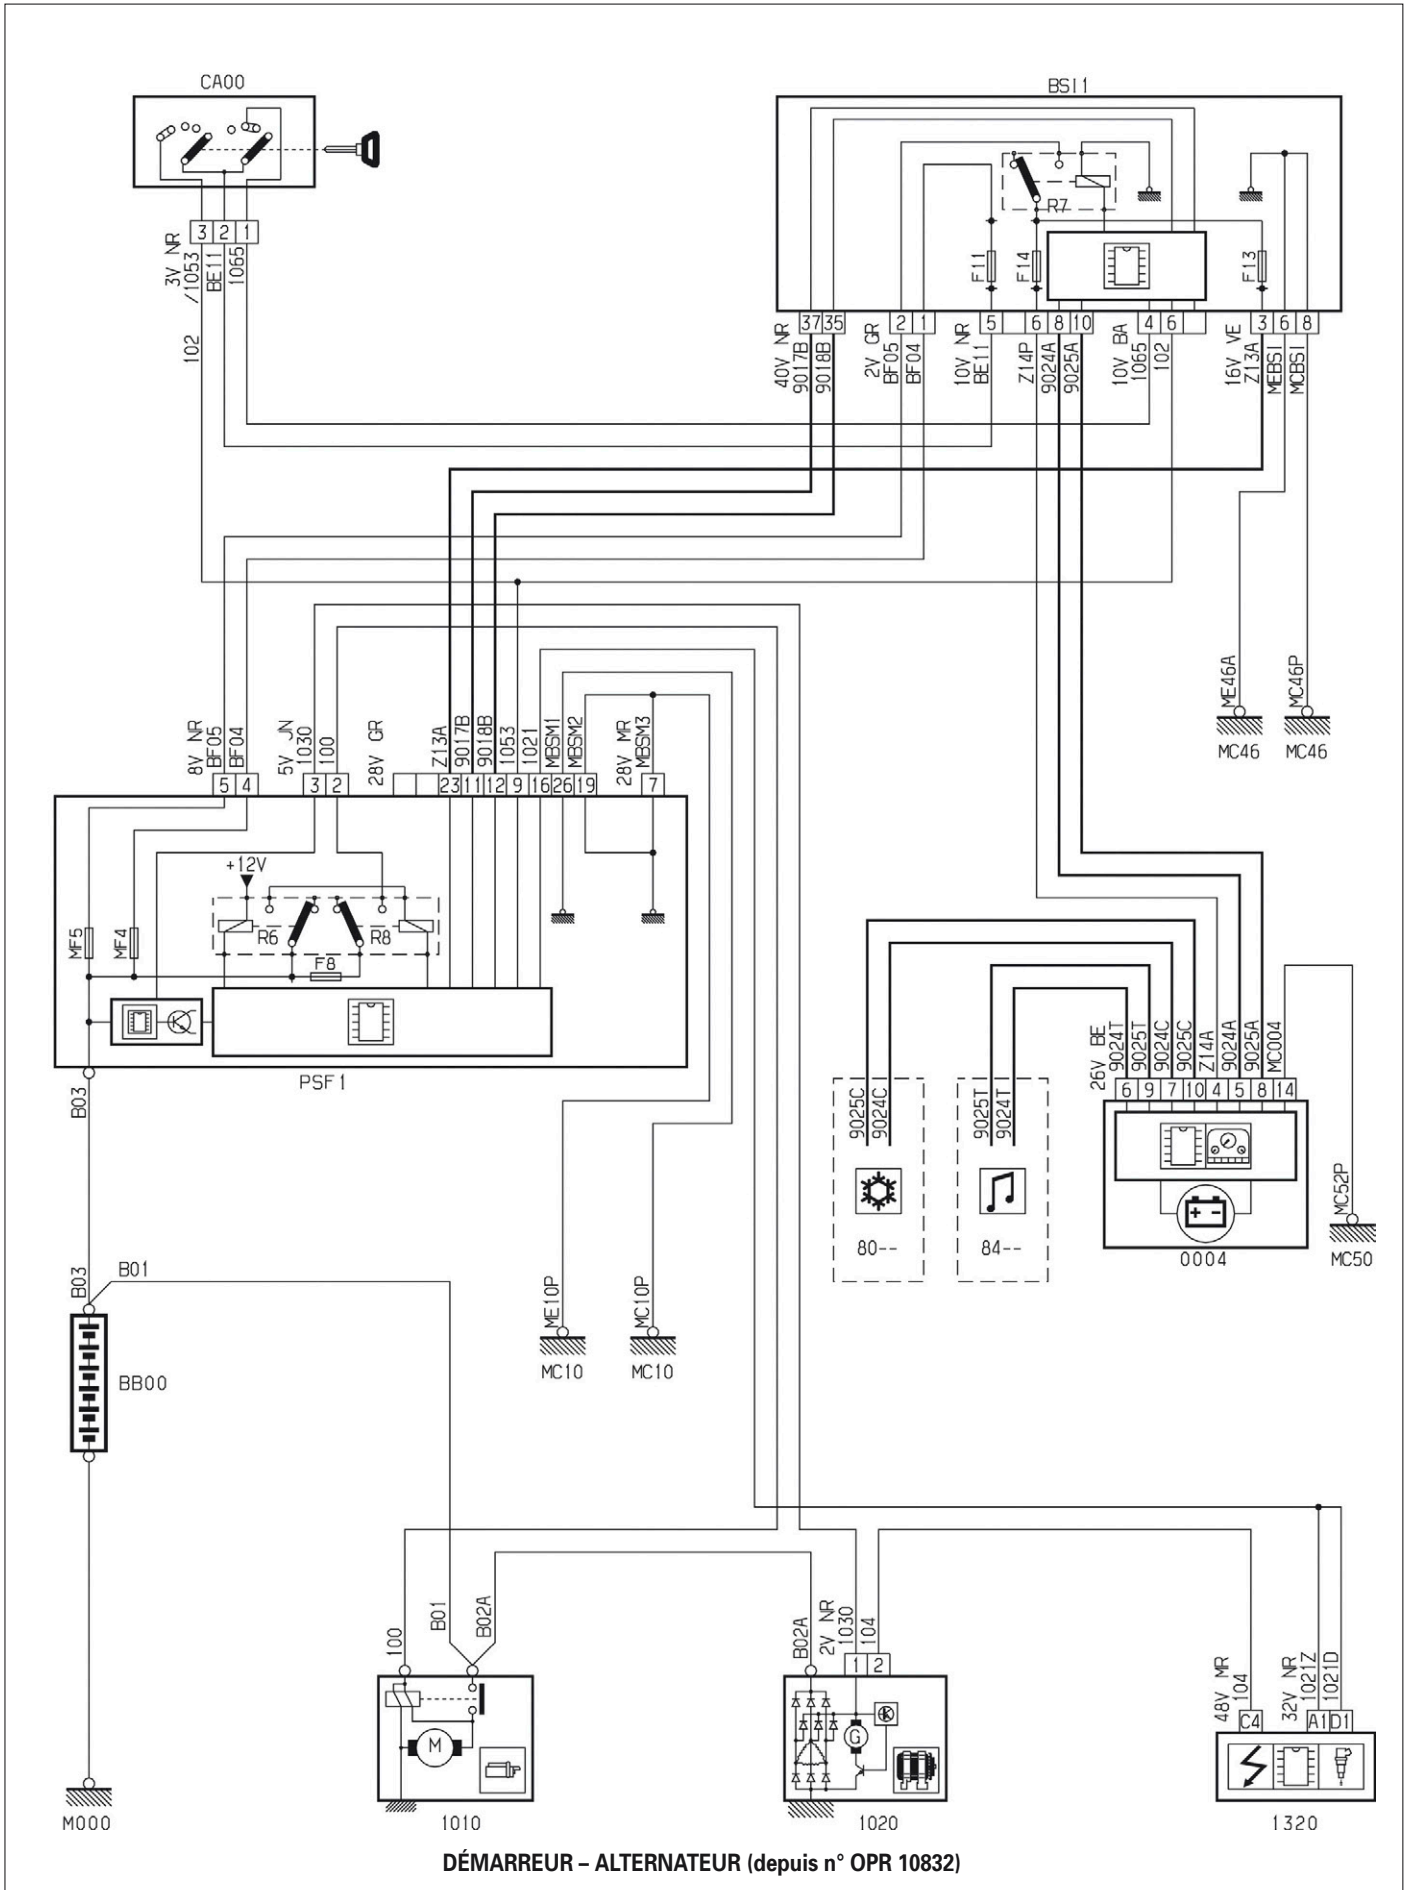 CA00
BSI1
R7
F11
F14
F13
3 2 1
3V NR
/1053
BE11
1065
102
37 35 2 1 5 6 8 10 4 6 3 6 8
40V NR
9017B
9018B
2V GR
BF05
BF04
10V NR
BE11
Z14P
9024A
9025A
10V BA
1065
102
16V VE
Z13A
MEBSI
MCBSI
ME46A
MC46P
MC46
MC46
8V NR
BF05
BF04
5V JN
1030
100
28V GR
Z13A
9017B
9018B
1053
1021
MBSM1
MBSM2
28V MR
MBSM3
5 4 3 2 23 11 12 9 16 26 19 7
+12V
MF5
MF4
R6
R8
F8
PSF1
B03
26V BE
9024T
9025T
9024C
9025C
Z14A
9024A
9025A
MC004
6 9 7 10 4 5 8 14
9025C
9024C
9025T
9024T
80--
84--
+ -
0004
MC52P
MC50
B03
B01
BB00
ME10P
MC10P
MC10
MC10
100
B01
B02A
B02A
2V NR
1030
104
1 2
48V MR
104
32V NR
1021Z
1021D
C4 A1 D1
M
G
M000
1010
1020
1320
DÉMARREUR – ALTERNATEUR (depuis n° OPR 10832)